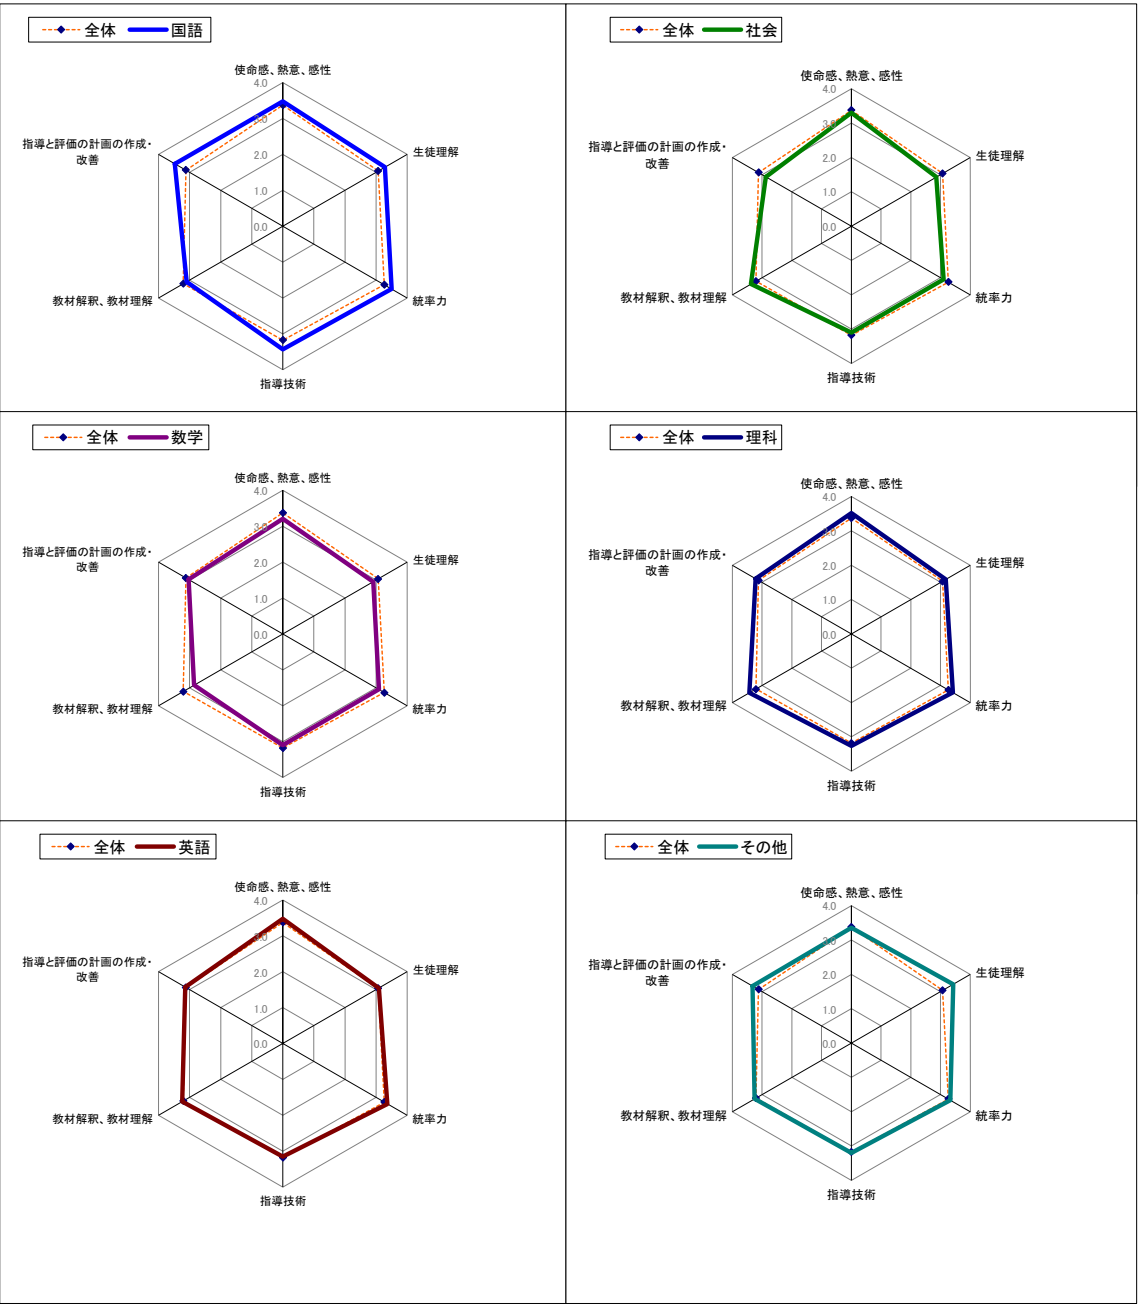 全体 国語
使命感、熱意、感性
4.0
3.0
生徒理解
指導と評価の計画の作成・
改善
2.0
1.0
0.0
教材解釈、教材理解
統率力
指導技術
全体 社会
使命感、熱意、感性
4.0
3.0
生徒理解
指導と評価の計画の作成・
改善
2.0
1.0
0.0
教材解釈、教材理解
統率力
指導技術
全体 数学
使命感、熱意、感性
4.0
3.0
生徒理解
指導と評価の計画の作成・
改善
2.0
1.0
0.0
教材解釈、教材理解
統率力
指導技術
全体 理科
使命感、熱意、感性
4.0
3.0
生徒理解
指導と評価の計画の作成・
改善
2.0
1.0
0.0
教材解釈、教材理解
統率力
指導技術
全体 英語
使命感、熱意、感性
4.0
3.0
生徒理解
指導と評価の計画の作成・
改善
2.0
1.0
0.0
教材解釈、教材理解
統率力
指導技術
全体 その他
使命感、熱意、感性
4.0
3.0
生徒理解
指導と評価の計画の作成・
改善
2.0
1.0
0.0
教材解釈、教材理解
統率力
指導技術